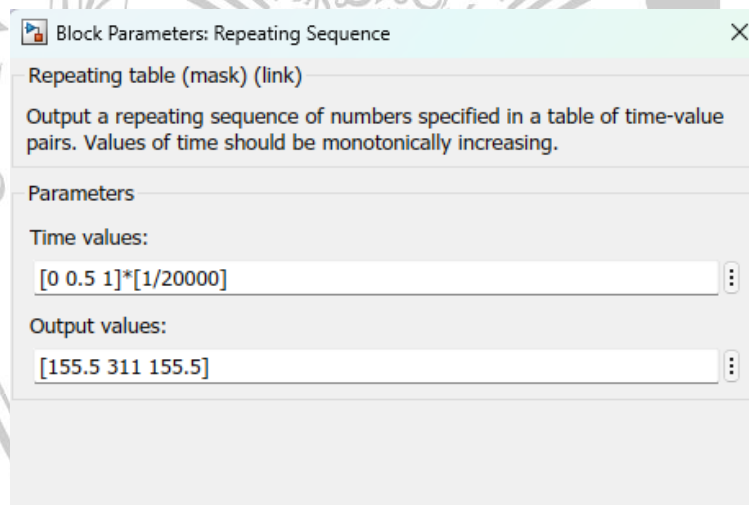 Block Parameters: Repeating Sequence
Repeating table (mask) (link)
Output a repeating sequence of numbers specified in a table of time-value
pairs. Values of time should be monotonically increasing.
Parameters
Time values:
[0 0.5 1]*[1/20000]
Output values:
[155.5 311 155.5]